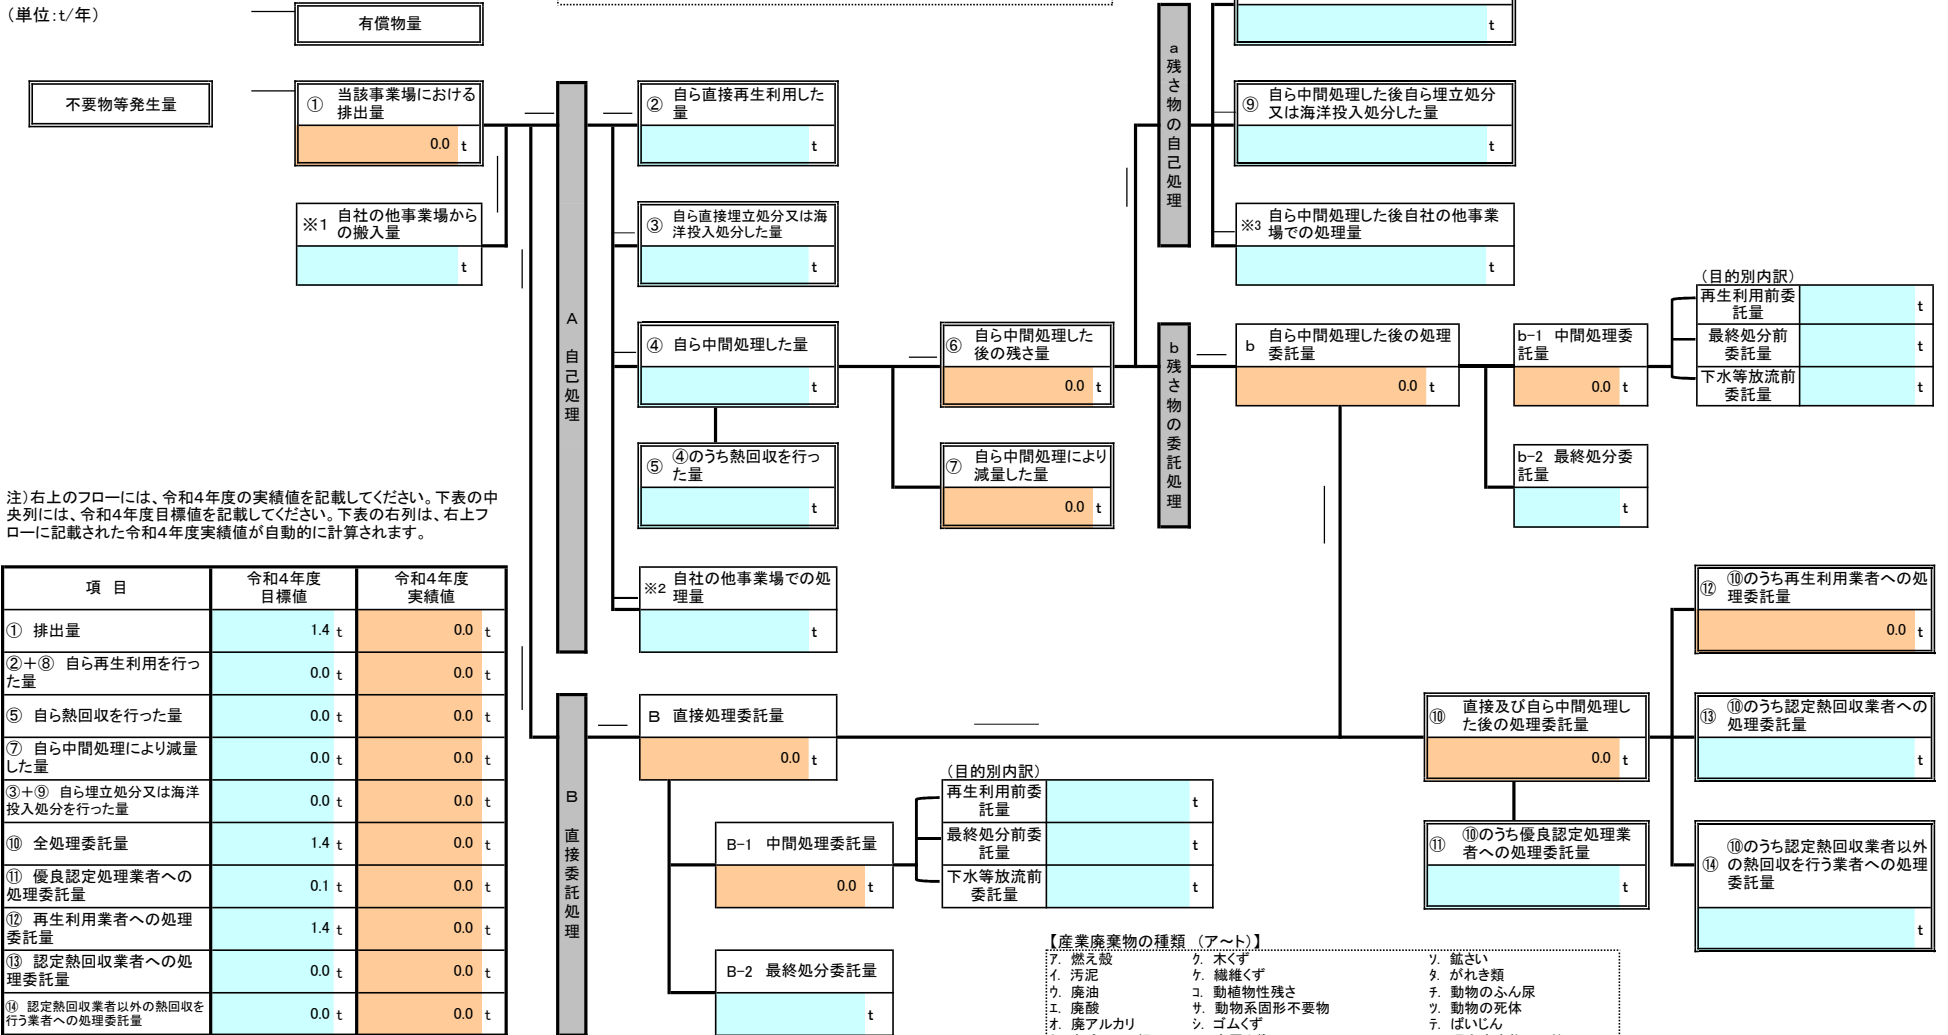 (単位:t/年)
有償物量
t
不要物等発生量
① 当該事業場における
排出量
0.0 t
※1 自社の他事業場から
の搬入量
t
A 自己処理
② 自ら直接再生利用した
量
t
③ 自ら直接埋立処分又は海
洋投入処分した量
t
④ 自ら中間処理した量
t
⑤ ④のうち熱回収を行っ
た量
t
※2 自社の他事業場での処
理量
t
⑥ 自ら中間処理した
後の残さ量
0.0 t
⑦ 自ら中間処理により
減量した量
0.0 t
a 残さ物の自己処理
⑨ 自ら中間処理した後自ら埋立処分
又は海洋投入処分した量
t
※3 自ら中間処理した後自社の他事業
場での処理量
t
b 残さ物の委託処理
b 自ら中間処理した後の処理
委託量
0.0 t
b-1 中間処理委
託量
0.0 t
b-2 最終処分委
託量
t
(目的別内訳)
再生利用前委
託量
t
最終処分前
委託量
t
下水等放流前
委託量
t
注)右上のフローには、令和4年度の実績値を記載してください。下表の中
央列には、令和4年度目標値を記載してください。下表の右列は、右上フ
ローに記載された令和4年度実績値が自動的に計算されます。
項 目
令和4年度
目標値
令和4年度
実績値
① 排出量 1.4 t 0.0 t
②+⑧ 自ら再生利用を行っ
た量 0.0 t 0.0 t
⑤ 自ら熱回収を行った量 0.0 t 0.0 t
⑦ 自ら中間処理により減量
した量 0.0 t 0.0 t
③+⑨ 自ら埋立処分又は海洋
投入処分を行った量 0.0 t 0.0 t
⑩ 全処理委託量 1.4 t 0.0 t
⑪ 優良認定処理業者への
処理委託量 0.1 t 0.0 t
⑫ 再生利用業者への処理
委託量 1.4 t 0.0 t
⑬ 認定熱回収業者への処
理委託量 0.0 t 0.0 t
⑭ 認定熱回収業者以外の熱回収を
行う業者への処理委託量 0.0 t 0.0 t
B 直接委託処理
B 直接処理委託量
0.0 t
B-1 中間処理委託量
0.0 t
B-2 最終処分委託量
t
(目的別内訳)
再生利用前委
託量
t
最終処分前委
託量
t
下水等放流前
委託量
t
⑩ 直接及び自ら中間処理し
た後の処理委託量
0.0 t
⑪ ⑩のうち優良認定処理業
者への処理委託量
t
⑫ ⑩のうち再生利用業者への処
理委託量
0.0 t
⑬ ⑩のうち認定熱回収業者への
処理委託量
t
⑭ ⑩のうち認定熱回収業者以外
の熱回収を行う業者への処理
委託量
t
【産業廃棄物の種類 (ア~ト)】
ア. 燃え殻 ク. 木くず ソ. 鉱さい
イ. 汚泥 ケ. 繊維くず タ. がれき類
ウ. 廃油 コ. 動植物性残さ チ. 動物のふん尿
エ. 廃酸 サ. 動物系固形不要物 ツ. 動物の死体
オ. 廃アルカリ シ. ゴムくず テ. ばいじん